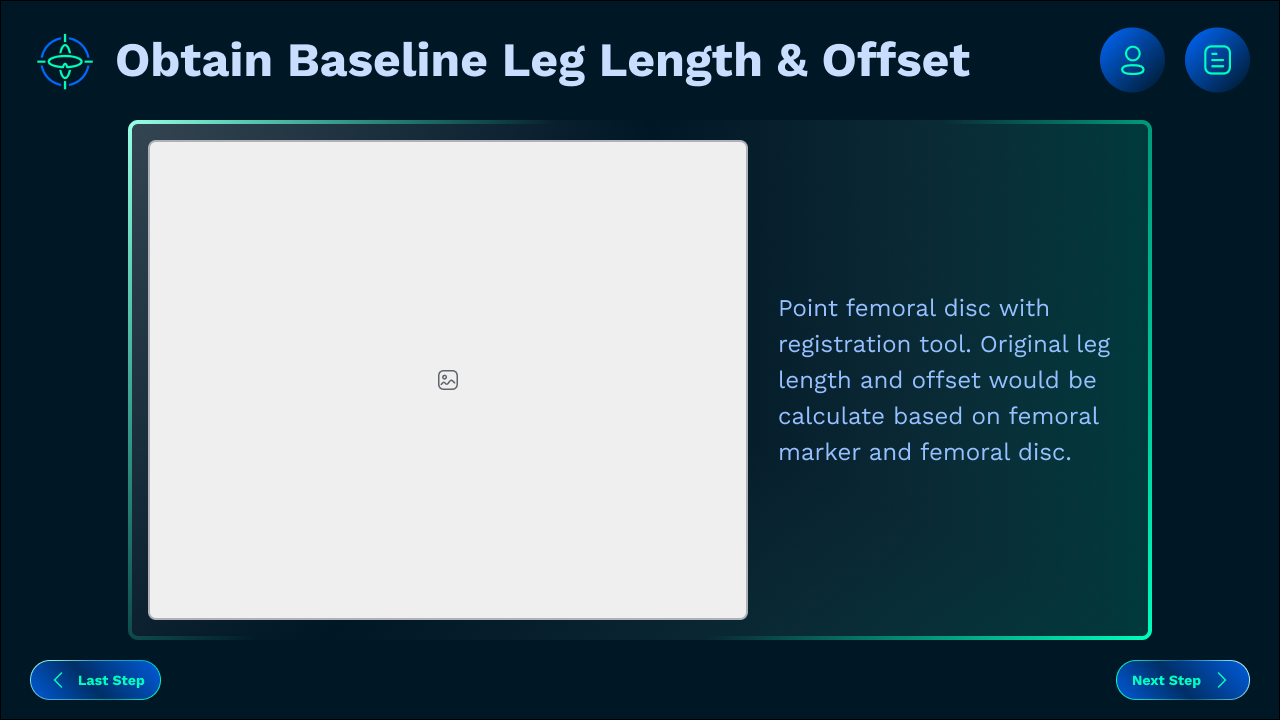 Obtain Baseline Leg Length & Offset
Point femoral disc with
registration tool. Original leg
length and offset would be
calculate based on femoral
marker and femoral disc.
Last Step
Next Step